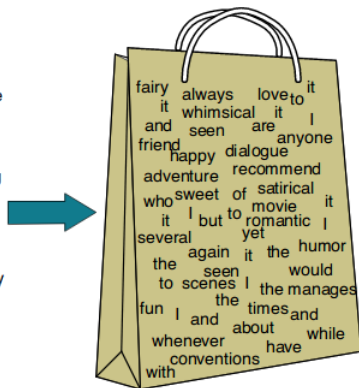 fairy always love to it
it whimsical it I
and seen are anyone
friend happy dialogue
adventure recommend
who sweet of satirical it
it I but to movie romantic I
several yet
again it the humor
the seen would
to scenes I the manages
fun the times and
I and about while
whenever have
conventions
with